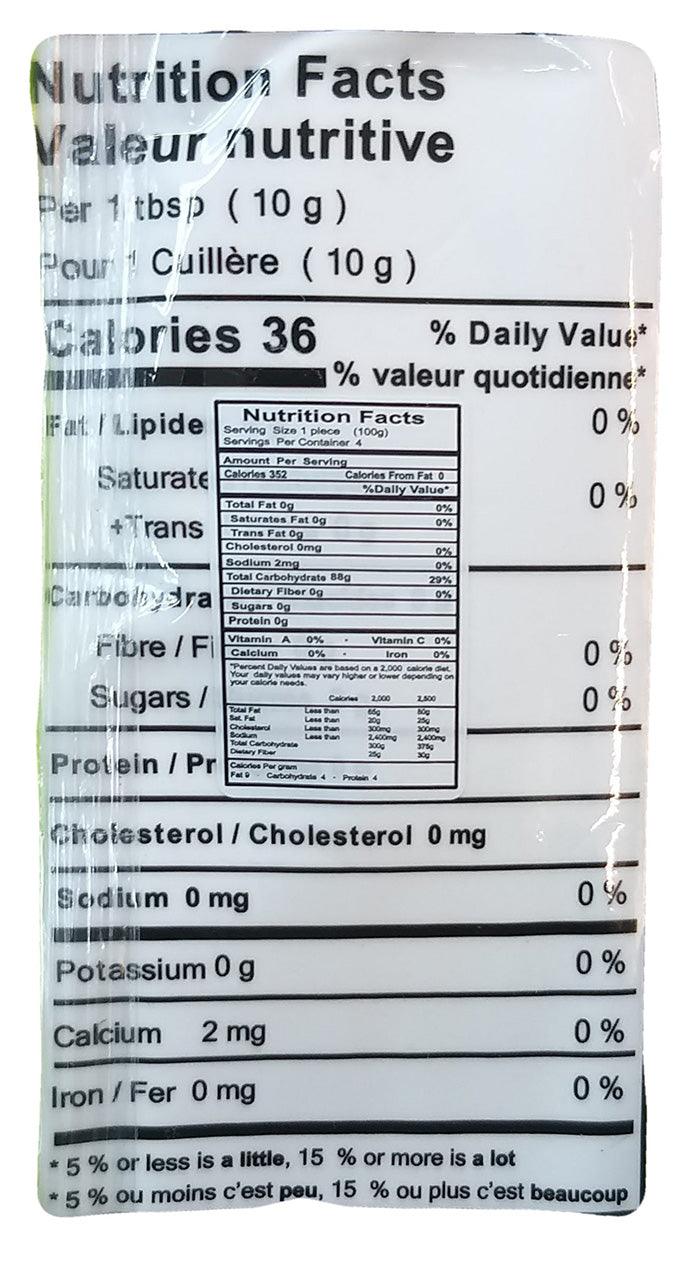 Nutrition Facts
Valeur nutritive
Per 1 tbsp ( 10 g )
Pour 1 Cuillère ( 10 g )
Calories 36
% Daily Value*
% valeur quotidienne*
Fat / Lipide 0 %
Saturate
+Trans 0 %
Carbohydra
Fibre / Fi 0 %
Sugars / 0 %
Protein / Pr
Cholesterol / Cholesterol 0 mg
Sodium 0 mg 0 %
Potassium 0 g 0 %
Calcium 2 mg 0 %
Iron / Fer 0 mg 0 %
* 5 % or less is a little, 15 % or more is a lot
* 5 % ou moins c'est peu, 15 % ou plus c'est beaucoup
Nutrition Facts
Serving Size 1 piece (100g)
Servings Per Container 4
Amount Per Serving
Calories 352 Calories From Fat 0
%Daily Value*
Total Fat 0g 0%
Saturates Fat 0g 0%
Trans Fat 0g
Cholesterol 0mg 0%
Sodium 2mg 0%
Total Carbohydrate 88g 29%
Dietary Fiber 0g 0%
Sugars 0g
Protein 0g
Vitamin A 0% · Vitamin C 0%
Calcium 0% · Iron 0%
*Percent Daily Values are based on a 2,000 calorie diet.
Your daily values may vary higher or lower depending on
your calorie needs.
Calories 2,000 2,500
Total Fat Less than 65g 80g
Sat. Fat Less than 20g 25g
Cholesterol Less than 300mg 300mg
Sodium Less than 2,400mg 2,400mg
Total Carbohydrate 300g 375g
Dietary Fiber 25g 30g
Calories Per gram
Fat 9 · Carbohydrate 4 · Protein 4